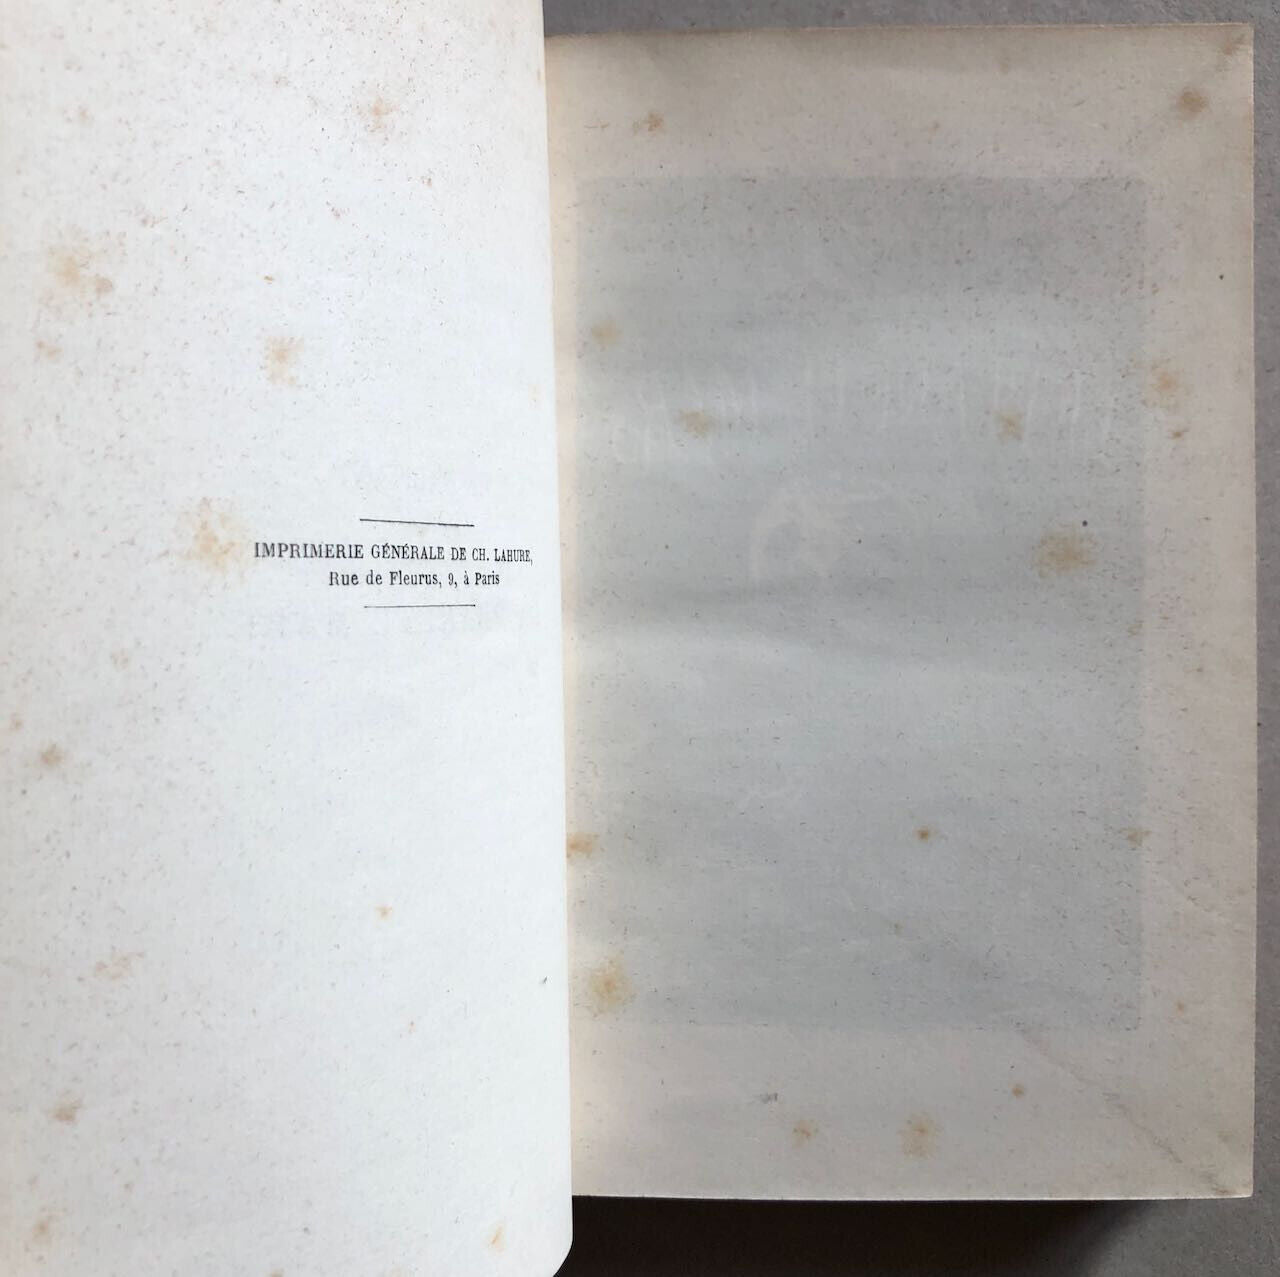 IMPRIMERIE GÉNÉRALE DE CH. LAHURE,
Rue de Fleurus, 9, à Paris